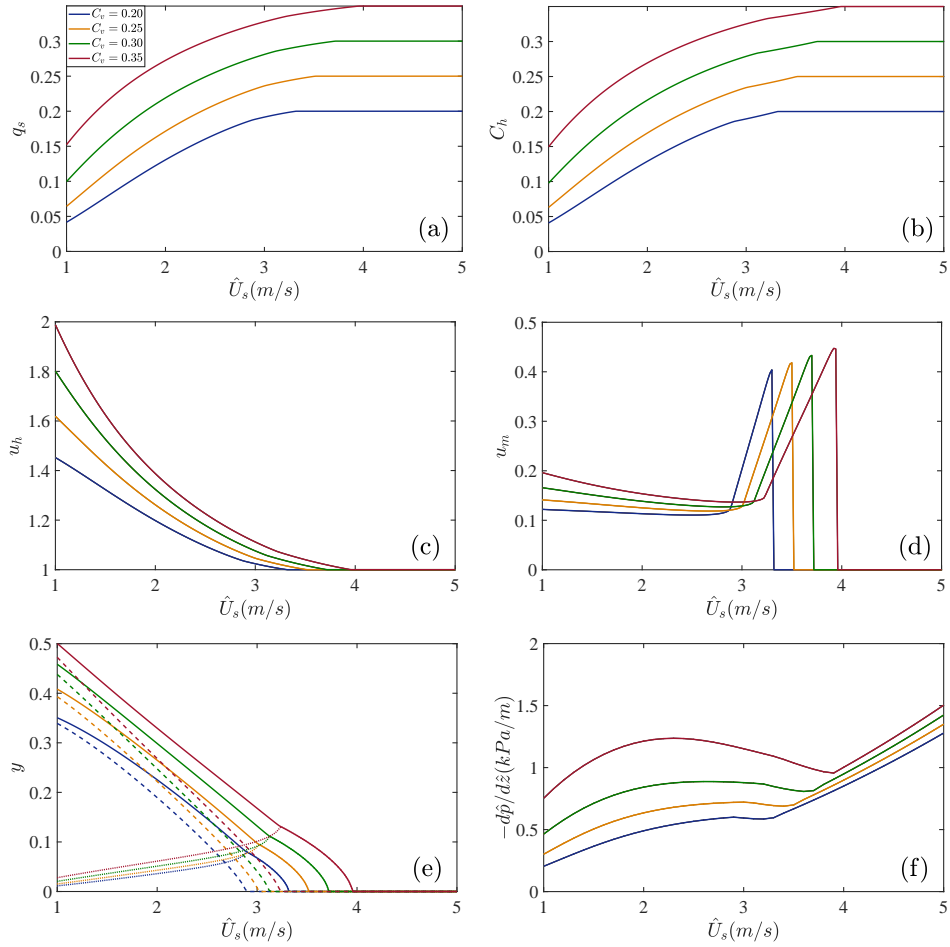 C_v = 0.20
C_v = 0.25
C_v = 0.30
C_v = 0.35
q_s
0.3
0.25
0.2
0.15
0.1
0.05
0
1 2 3 4 5
Û_s(m/s)
(a)
C_h
0.3
0.25
0.2
0.15
0.1
0.05
0
1 2 3 4 5
Û_s(m/s)
(b)
u_h
2
1.8
1.6
1.4
1.2
1
1 2 3 4 5
Û_s(m/s)
(c)
u_m
0.5
0.4
0.3
0.2
0.1
0
1 2 3 4 5
Û_s(m/s)
(d)
y
0.5
0.4
0.3
0.2
0.1
0
1 2 3 4 5
Û_s(m/s)
(e)
−dp̂/dẑ(kPa/m)
2
1.5
1
0.5
0
1 2 3 4 5
Û_s(m/s)
(f)